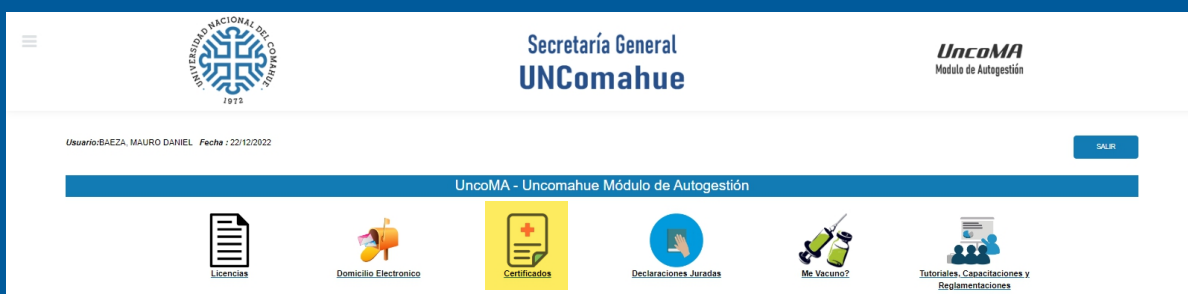 UNIVERSIDAD NACIONAL DEL COMAHUE
1972
Secretaría General
UNComahue
UncoMA
Modulo de Autogestión
Usuario:BAEZA, MAURO DANIEL Fecha : 22/12/2022
SALIR
UncoMA - Uncomahue Módulo de Autogestión
Licencias
Domicilio Electronico
Certificados
Declaraciones Juradas
Me Vacuno?
Tutoriales, Capacitaciones y
Reglamentaciones